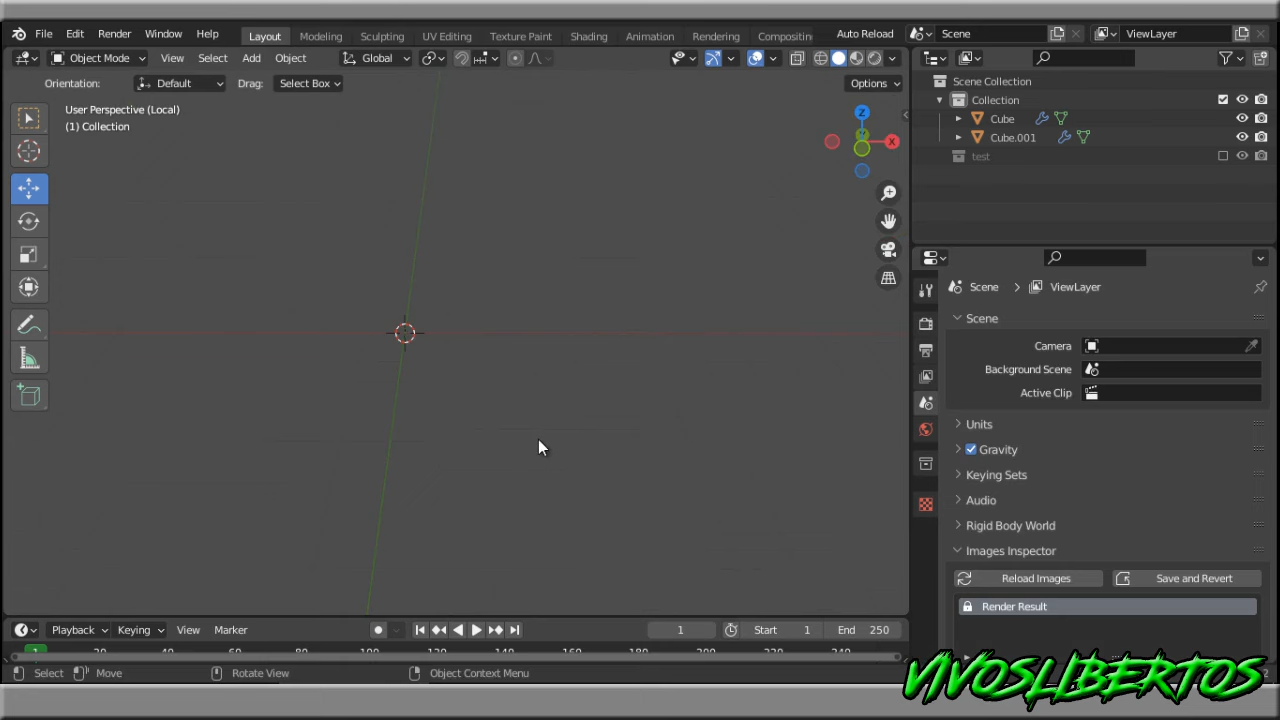 File Edit Render Window Help Layout Modeling Sculpting UV Editing Texture Paint Shading Animation Rendering Compositin Auto Reload Scene ViewLayer
Object Mode View Select Add Object Global
Orientation: Default Drag: Select Box Options
User Perspective (Local)
(1) Collection
Z
Y
X
Scene Collection
Collection
Cube
Cube.001
test
Scene ViewLayer
Scene
Camera
Background Scene
Active Clip
Units
Gravity
Keying Sets
Audio
Rigid Body World
Images Inspector
Reload Images Save and Revert
Render Result
Playback Keying View Marker 1 Start 1 End 250
Select Move Rotate View Object Context Menu
VIVOSLIBERTOS